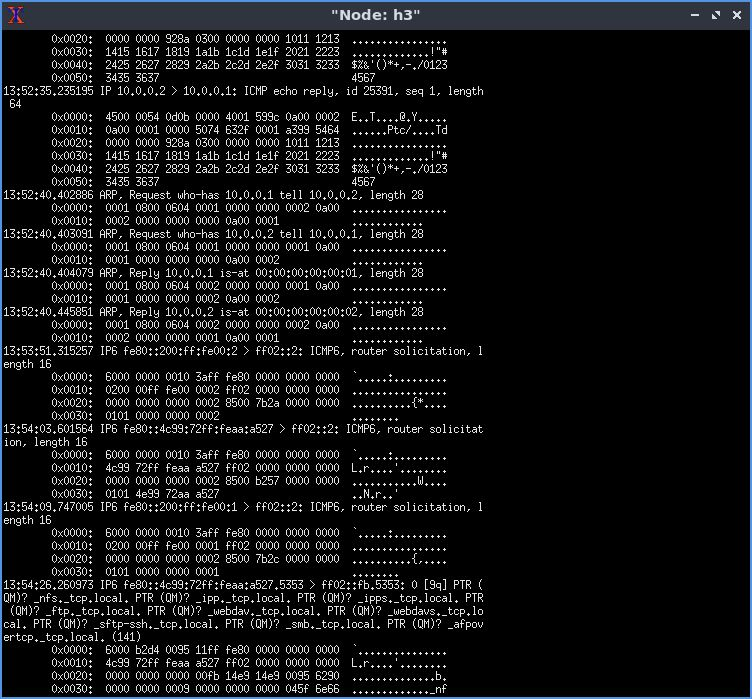 "Node: h3"
0x0020:  0000 0000 928a 0300 0000 0000 1011 1213  ................
0x0030:  1415 1617 1819 1a1b 1c1d 1e1f 2021 2223  .............!"#
0x0040:  2425 2627 2829 2a2b 2c2d 2e2f 3031 3233  $%&'()*+,-./0123
0x0050:  3435 3637                                4567
13:52:35.235195 IP 10.0.0.2 > 10.0.0.1: ICMP echo reply, id 25391, seq 1, length
 64
0x0000:  4500 0054 0d0b 0000 4001 599c 0a00 0002  E..T....@.Y.....
0x0010:  0a00 0001 0000 5074 632f 0001 a399 5464  ......Ptc/....Td
0x0020:  0000 0000 928a 0300 0000 0000 1011 1213  ................
0x0030:  1415 1617 1819 1a1b 1c1d 1e1f 2021 2223  .............!"#
0x0040:  2425 2627 2829 2a2b 2c2d 2e2f 3031 3233  $%&'()*+,-./0123
0x0050:  3435 3637                                4567
13:52:40.402886 ARP, Request who-has 10.0.0.1 tell 10.0.0.2, length 28
0x0000:  0001 0800 0604 0001 0000 0000 0002 0a00  ................
0x0010:  0002 0000 0000 0000 0a00 0001            ............
13:52:40.403091 ARP, Request who-has 10.0.0.2 tell 10.0.0.1, length 28
0x0000:  0001 0800 0604 0001 0000 0000 0001 0a00  ................
0x0010:  0001 0000 0000 0000 0a00 0002            ............
13:52:40.404079 ARP, Reply 10.0.0.1 is-at 00:00:00:00:00:01, length 28
0x0000:  0001 0800 0604 0002 0000 0000 0001 0a00  ................
0x0010:  0001 0000 0000 0002 0a00 0002            ............
13:52:40.445851 ARP, Reply 10.0.0.2 is-at 00:00:00:00:00:02, length 28
0x0000:  0001 0800 0604 0002 0000 0000 0002 0a00  ................
0x0010:  0002 0000 0000 0001 0a00 0001            ............
13:53:51.315257 IP6 fe80::200:ff:fe00:2 > ff02::2: ICMP6, router solicitation, l
ength 16
0x0000:  6000 0000 0010 3aff fe80 0000 0000 0000  `.....:.........
0x0010:  0200 00ff fe00 0002 ff02 0000 0000 0000  ................
0x0020:  0000 0000 0000 0002 8500 7b2a 0000 0000  ..........{*....
0x0030:  0101 0000 0000 0002                      ........
13:54:03.601564 IP6 fe80::4c99:72ff:feaa:a527 > ff02::2: ICMP6, router solicitat
ion, length 16
0x0000:  6000 0000 0010 3aff fe80 0000 0000 0000  `.....:.........
0x0010:  4c99 72ff feaa a527 ff02 0000 0000 0000  L.r....'........
0x0020:  0000 0000 0000 0002 8500 b257 0000 0000  ...........W....
0x0030:  0101 4e99 72aa a527                      ..N.r..'
13:54:09.747005 IP6 fe80::200:ff:fe00:1 > ff02::2: ICMP6, router solicitation, l
ength 16
0x0000:  6000 0000 0010 3aff fe80 0000 0000 0000  `.....:.........
0x0010:  0200 00ff fe00 0001 ff02 0000 0000 0000  ................
0x0020:  0000 0000 0000 0002 8500 7b2c 0000 0000  ..........{,....
0x0030:  0101 0000 0000 0001                      ........
13:54:26.260973 IP6 fe80::4c99:72ff:feaa:a527.5353 > ff02::fb.5353: 0 [9q] PTR (
QM)? _nfs._tcp.local. PTR (QM)? _ipp._tcp.local. PTR (QM)? _ipps._tcp.local. PTR
 (QM)? _ftp._tcp.local. PTR (QM)? _webdav._tcp.local. PTR (QM)? _webdavs._tcp.lo
cal. PTR (QM)? _sftp-ssh._tcp.local. PTR (QM)? _smb._tcp.local. PTR (QM)? _afpov
ertcp._tcp.local. (141)
0x0000:  6000 b2d4 0095 11ff fe80 0000 0000 0000  `...............
0x0010:  4c99 72ff feaa a527 ff02 0000 0000 0000  L.r....'........
0x0020:  0000 0000 0000 00fb 14e9 14e9 0095 6290  ..............b.
0x0030:  0000 0000 0009 0000 0000 0000 045f 6e66  ............._nf